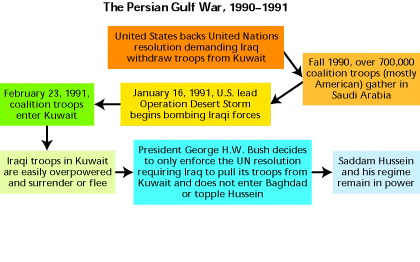 The Persian Gulf War, 1990–1991
United States backs United Nations
resolution demanding Iraq
withdraw troops from Kuwait
Fall 1990, over 700,000
coalition troops (mostly
American) gather in
Saudi Arabia
January 16, 1991, U.S. lead
Operation Desert Storm
begins bombing Iraqi forces
February 23, 1991,
coalition troops
enter Kuwait
Iraqi troops in Kuwait
are easily overpowered
and surrender or flee
President George H.W. Bush decides
to only enforce the UN resolution
requiring Iraq to pull its troops from
Kuwait and does not enter Baghdad
or topple Hussein
Saddam Hussein
and his regime
remain in power